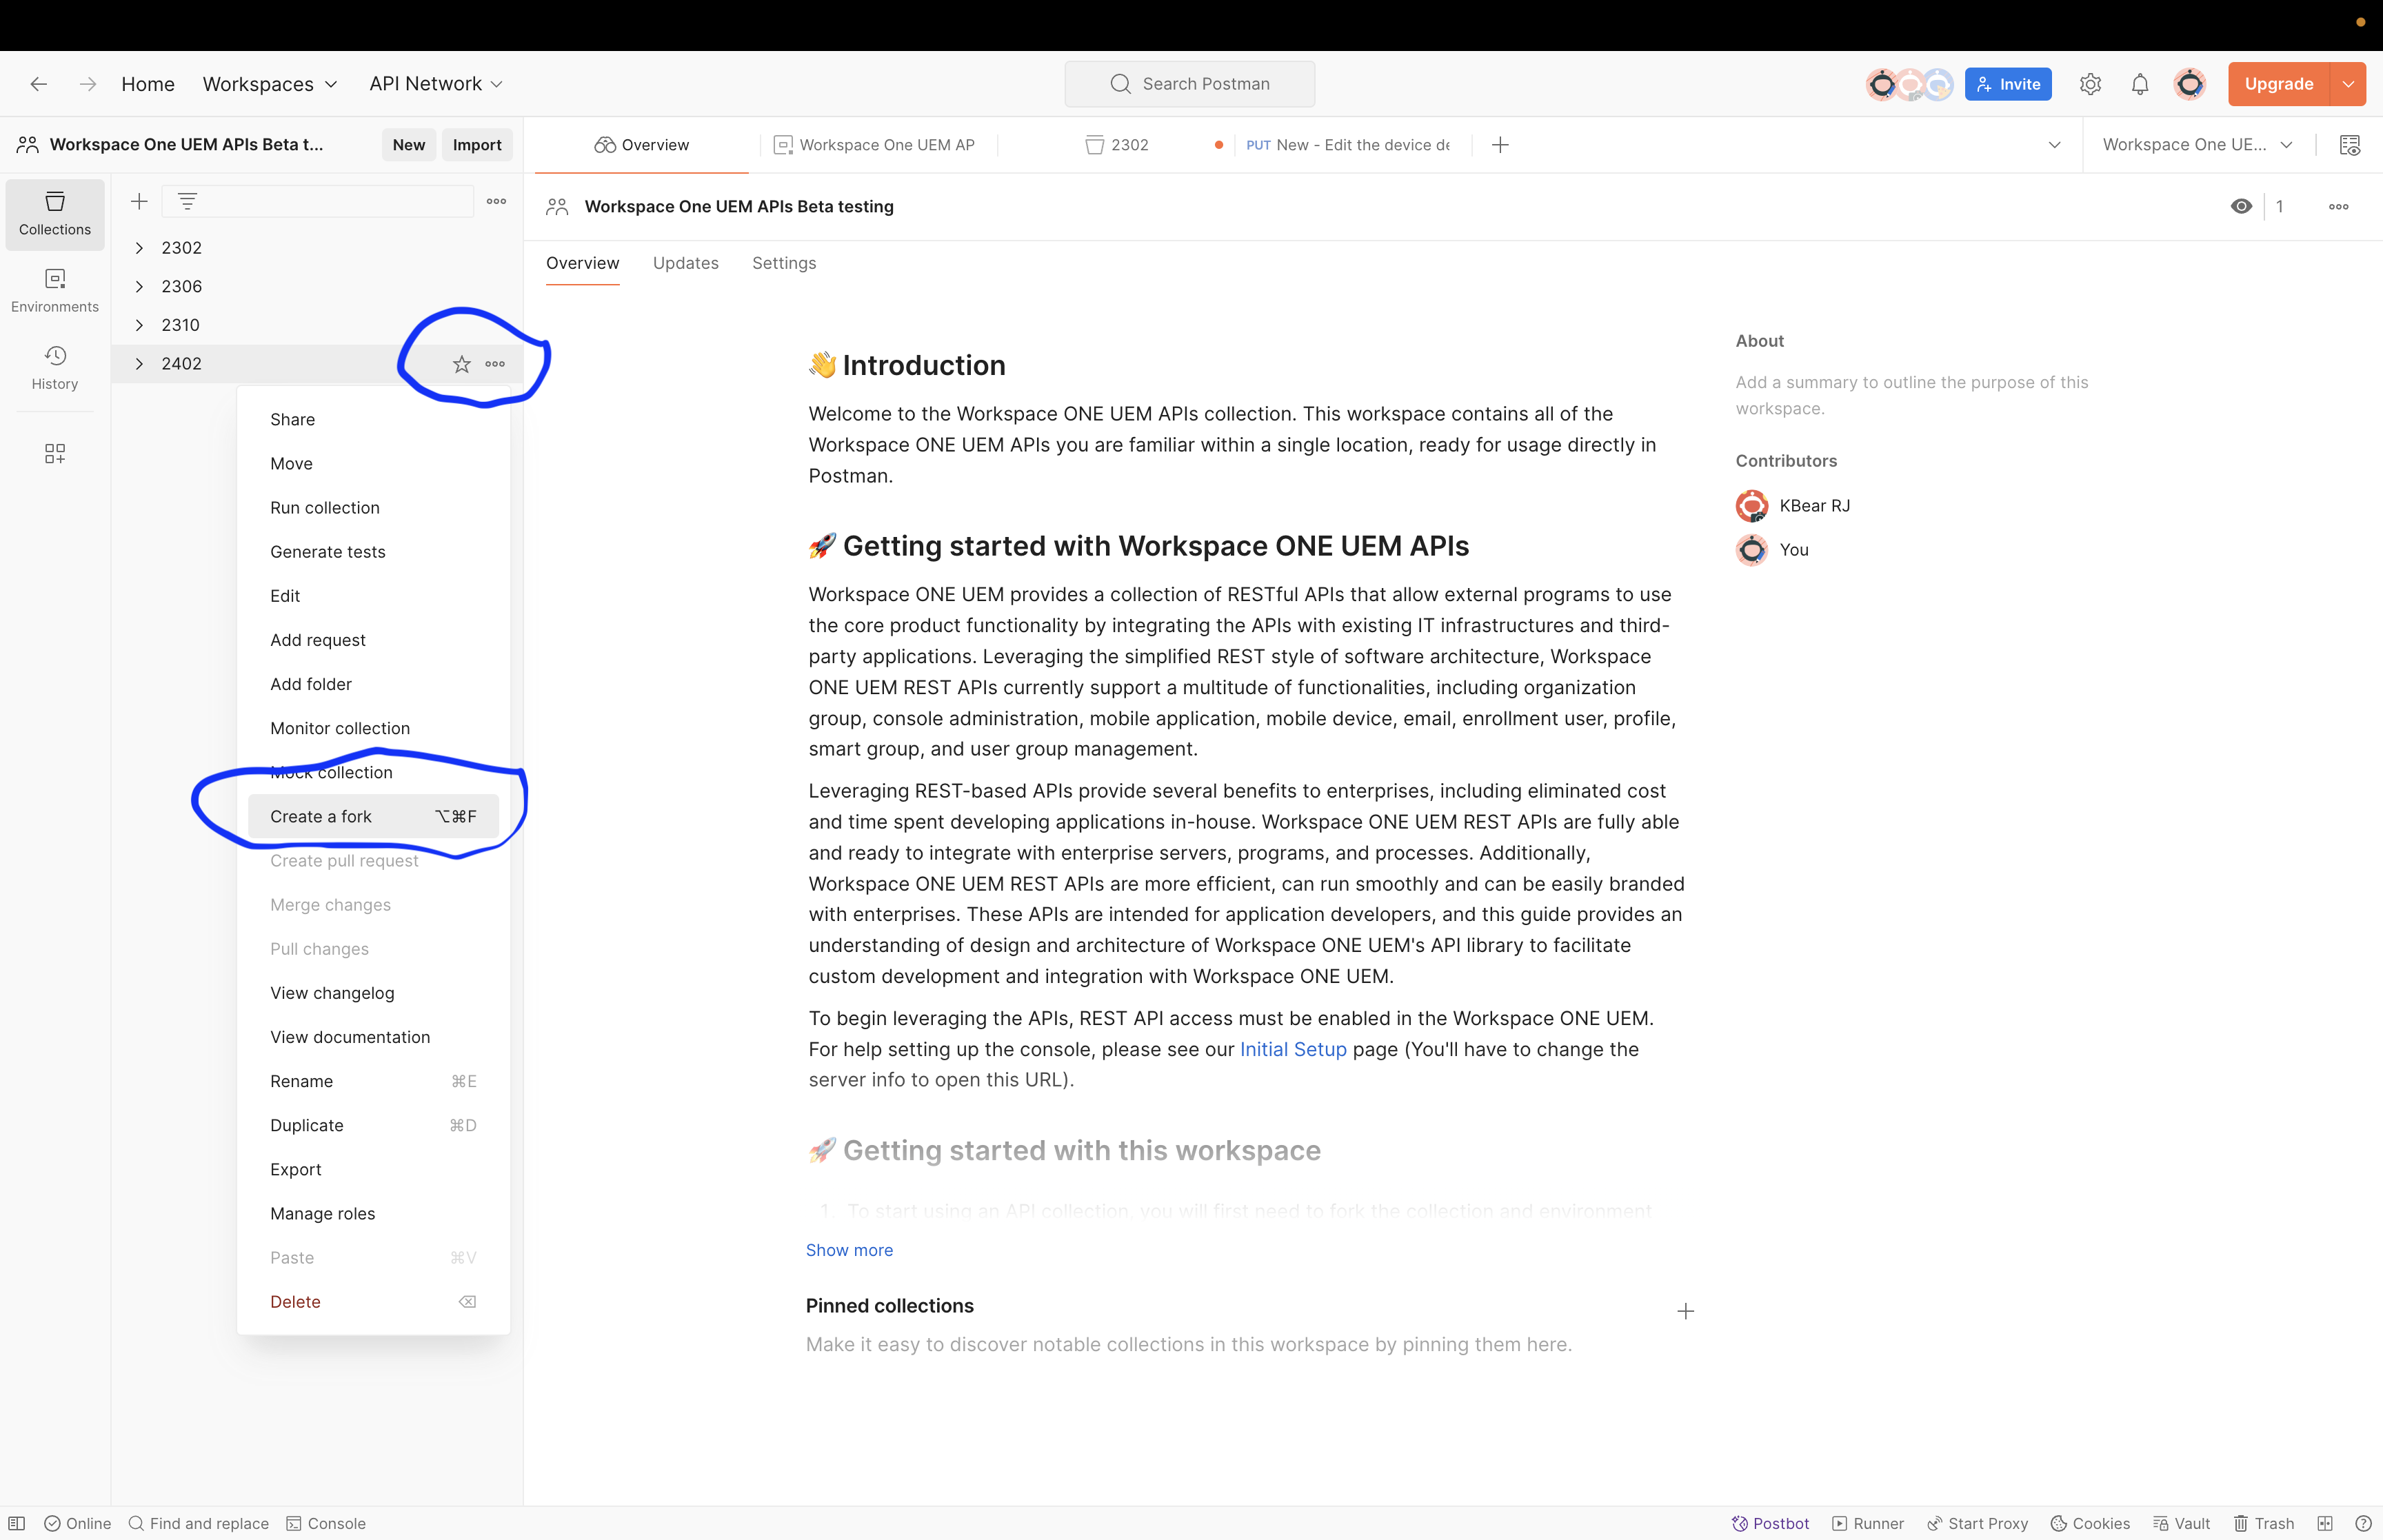 Home
Workspaces
API Network
Search Postman
Invite
Upgrade
Workspace One UEM APIs Beta t...
New
Import
Overview
Workspace One UEM AP
2302
PUT New - Edit the device de
Workspace One UE...
Collections
Environments
History
2302
2306
2310
2402
Share
Move
Run collection
Generate tests
Edit
Add request
Add folder
Monitor collection
Mock collection
Create a fork ⌥⌘F
Create pull request
Merge changes
Pull changes
View changelog
View documentation
Rename ⌘E
Duplicate ⌘D
Export
Manage roles
Paste ⌘V
Delete
Workspace One UEM APIs Beta testing
1
Overview
Updates
Settings
👋 Introduction
Welcome to the Workspace ONE UEM APIs collection. This workspace contains all of the
Workspace ONE UEM APIs you are familiar within a single location, ready for usage directly in
Postman.
🚀 Getting started with Workspace ONE UEM APIs
Workspace ONE UEM provides a collection of RESTful APIs that allow external programs to use
the core product functionality by integrating the APIs with existing IT infrastructures and third-
party applications. Leveraging the simplified REST style of software architecture, Workspace
ONE UEM REST APIs currently support a multitude of functionalities, including organization
group, console administration, mobile application, mobile device, email, enrollment user, profile,
smart group, and user group management.
Leveraging REST-based APIs provide several benefits to enterprises, including eliminated cost
and time spent developing applications in-house. Workspace ONE UEM REST APIs are fully able
and ready to integrate with enterprise servers, programs, and processes. Additionally,
Workspace ONE UEM REST APIs are more efficient, can run smoothly and can be easily branded
with enterprises. These APIs are intended for application developers, and this guide provides an
understanding of design and architecture of Workspace ONE UEM's API library to facilitate
custom development and integration with Workspace ONE UEM.
To begin leveraging the APIs, REST API access must be enabled in the Workspace ONE UEM.
For help setting up the console, please see our Initial Setup page (You'll have to change the
server info to open this URL).
🚀 Getting started with this workspace
1. To start using an API collection, you will first need to fork the collection and environment
Show more
Pinned collections
Make it easy to discover notable collections in this workspace by pinning them here.
About
Add a summary to outline the purpose of this
workspace.
Contributors
KBear RJ
You
Online
Find and replace
Console
Postbot
Runner
Start Proxy
Cookies
Vault
Trash